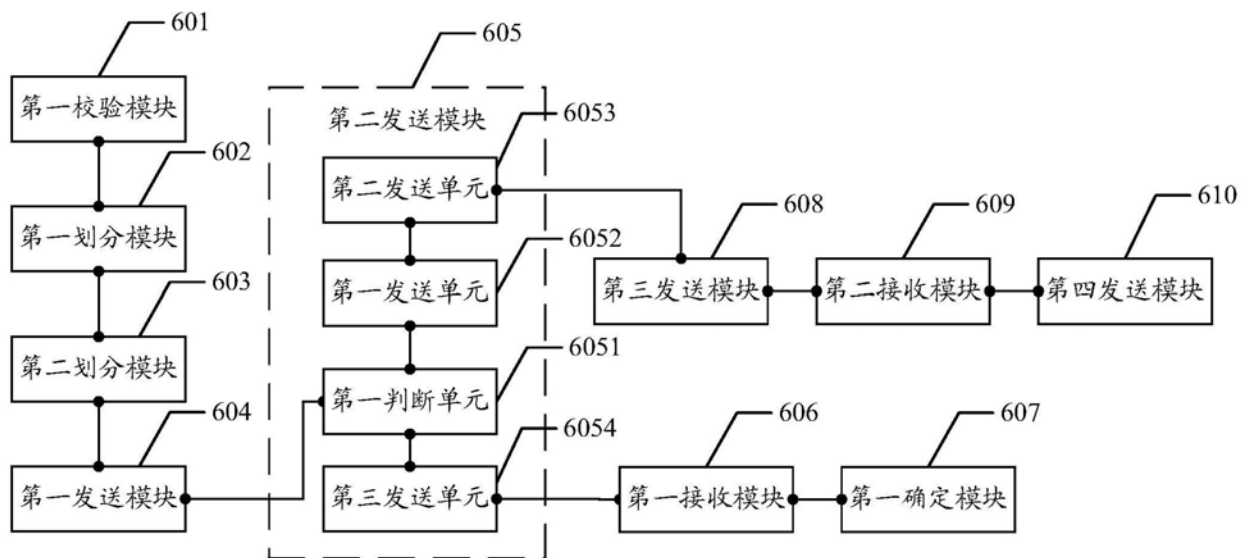 601
第一校验模块
602
第一划分模块
603
第二划分模块
604
第一发送模块
605
第二发送模块
6053
第二发送单元
6052
第一发送单元
6051
第一判断单元
6054
第三发送单元
608
第三发送模块
609
第二接收模块
610
第四发送模块
606
第一接收模块
607
第一确定模块